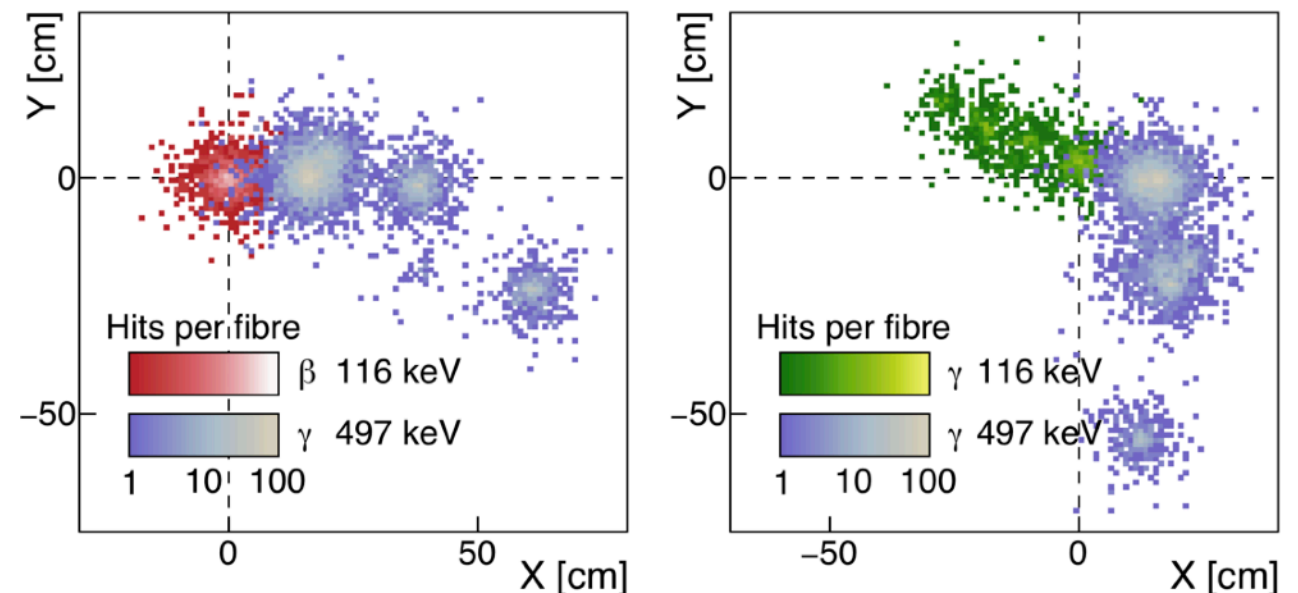 Y [cm]
0
−50
Hits per fibre
β 116 keV
γ 497 keV
1 10 100
0 50
X [cm]
Y [cm]
0
−50
Hits per fibre
γ 116 keV
γ 497 keV
1 10 100
−50 0
X [cm]